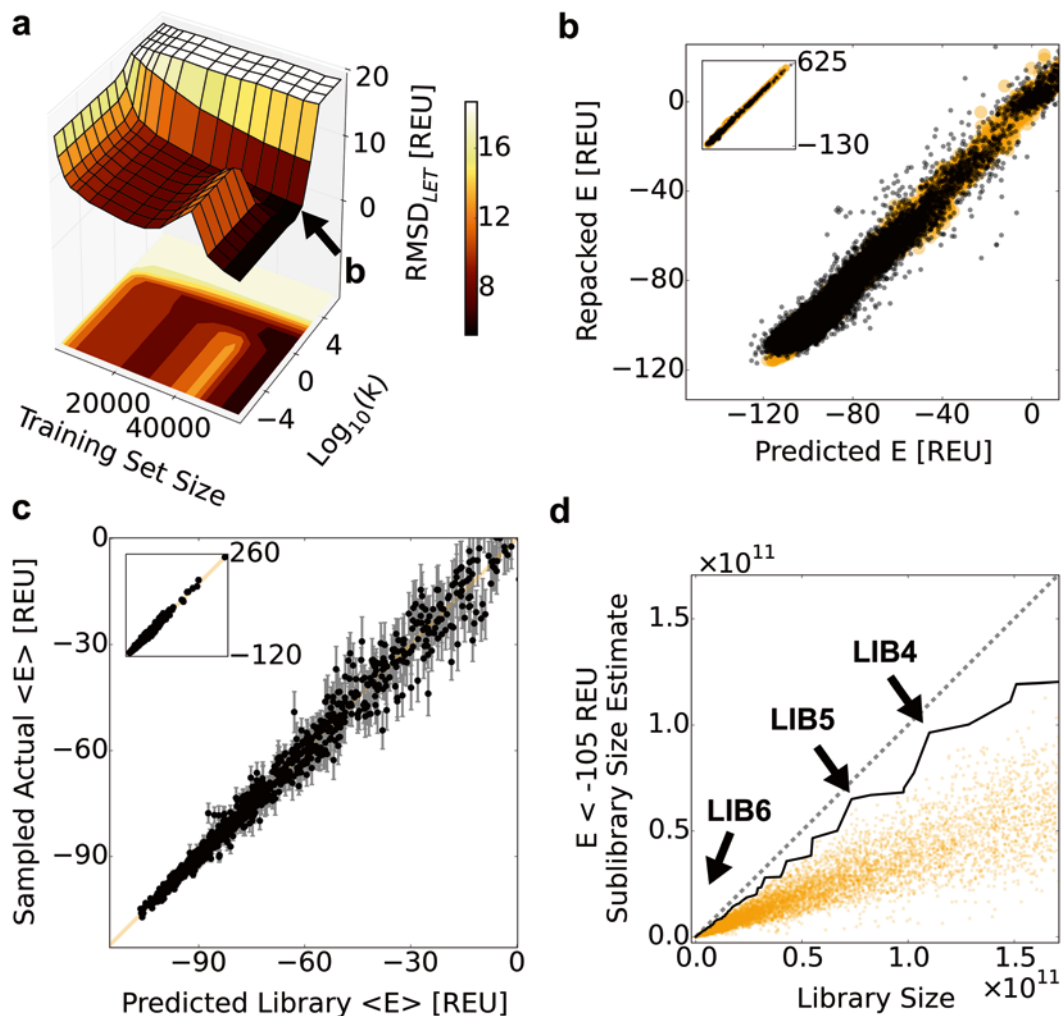 a
20
10
0
RMSD_LET [REU]
16
12
8
b
4
0
−4
Log10(k)
20000
40000
Training Set Size
b
Repacked E [REU]
0
−40
−80
−120
625
−130
−120
−80
−40
0
Predicted E [REU]
c
Sampled Actual <E> [REU]
0
−30
−60
−90
260
−120
−90
−60
−30
0
Predicted Library <E> [REU]
d
×10^11
E < -105 REU
Sublibrary Size Estimate
1.5
1.0
0.5
0.0
LIB4
LIB5
LIB6
0.0
0.5
1.0
1.5
×10^11
Library Size